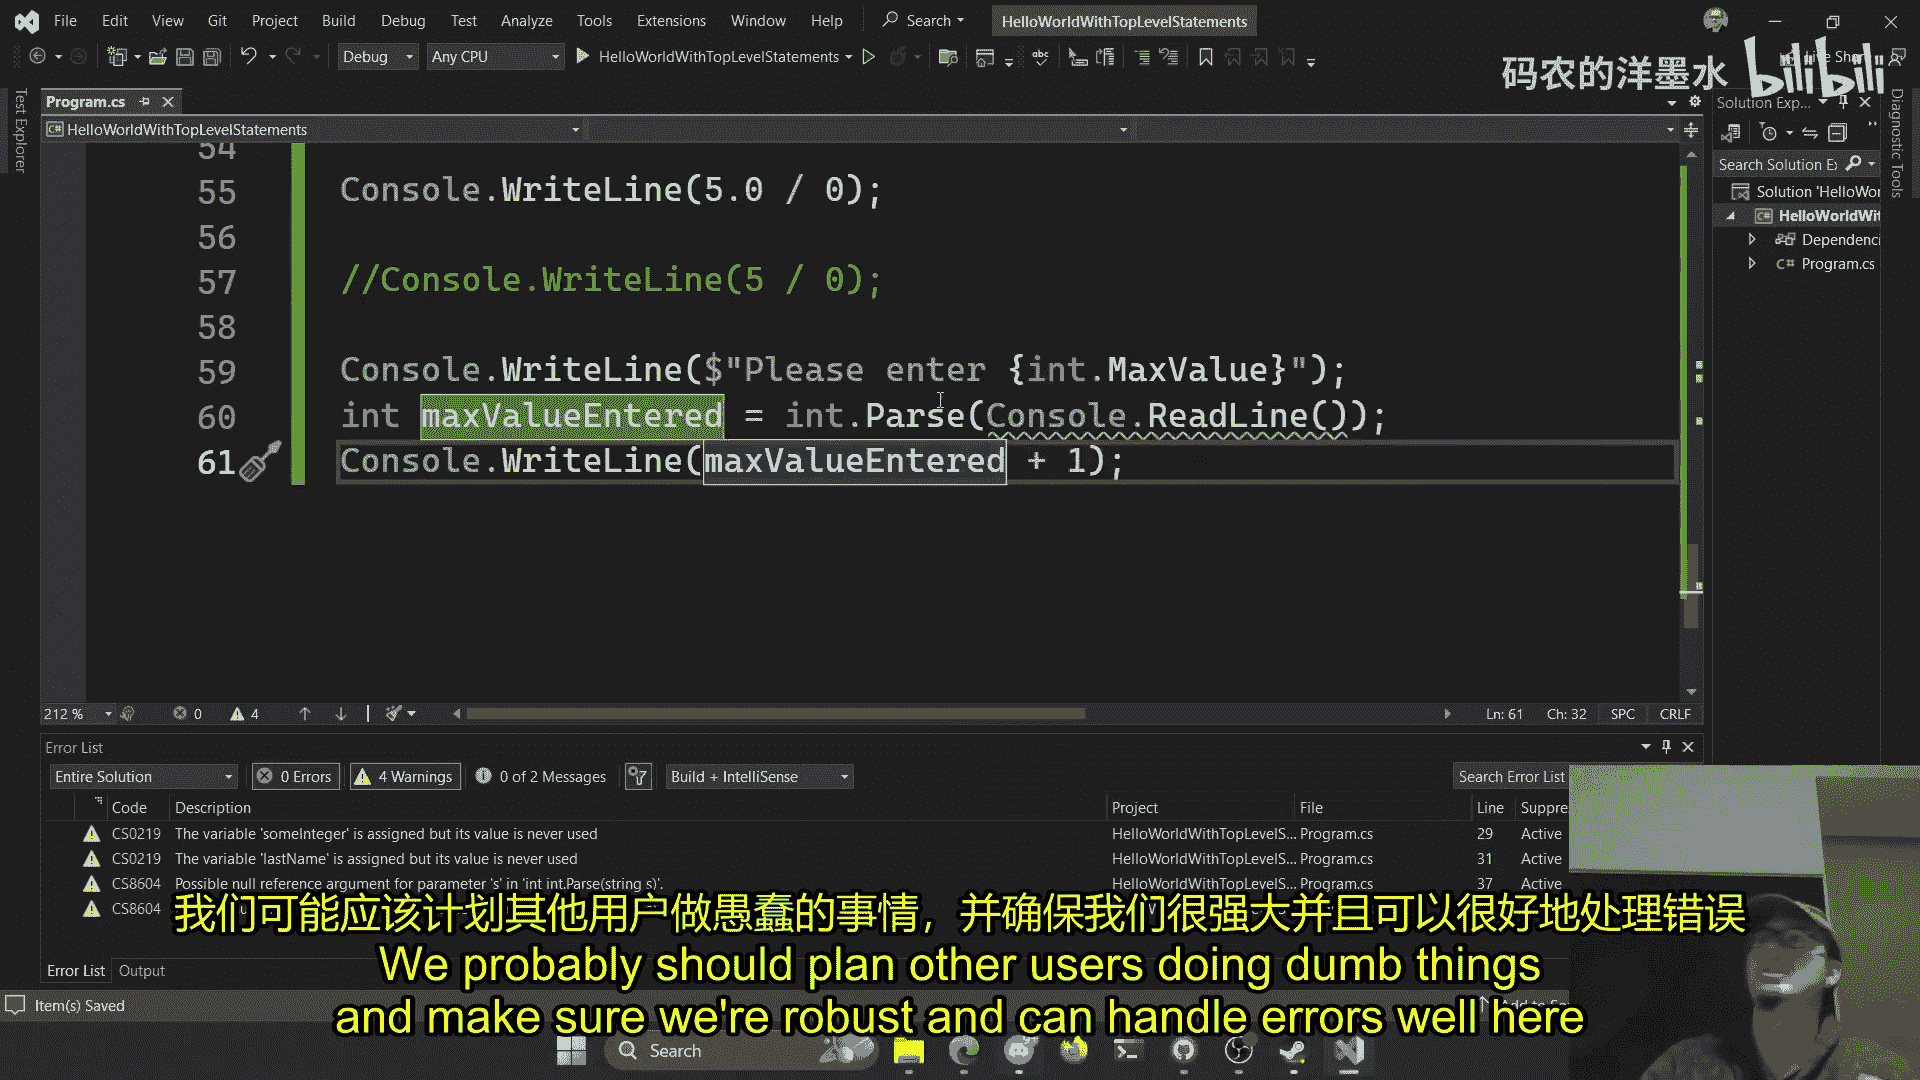 File Edit View Git Project Build Debug Test Analyze Tools Extensions Window Help Search HelloWorldWithTopLevelStatements
Debug Any CPU HelloWorldWithTopLevelStatements
码农的洋墨水 bilibili
Test Explorer
Program.cs
Solution Exp...
Diagnostic Tools
HelloWorldWithTopLevelStatements
Search Solution E
Solution 'HelloWor
HelloWorldWit
Dependenci
C# Program.cs
54
55 Console.WriteLine(5.0 / 0);
56
57 //Console.WriteLine(5 / 0);
58
59 Console.WriteLine($"Please enter {int.MaxValue}");
60 int maxValueEntered = int.Parse(Console.ReadLine());
61 Console.WriteLine(maxValueEntered + 1);
212 % 0 4 Ln: 61 Ch: 32 SPC CRLF
Error List
Entire Solution 0 Errors 4 Warnings 0 of 2 Messages Build + IntelliSense Search Error List
Code Description Project File Line Suppre
CS0219 The variable 'someInteger' is assigned but its value is never used HelloWorldWithTopLevelS... Program.cs 29 Active
CS0219 The variable 'lastName' is assigned but its value is never used HelloWorldWithTopLevelS... Program.cs 31 Active
CS8604 Possible null reference argument for parameter 's' in 'int int.Parse(string s)'. HelloWorldWithTopLevelS... Program.cs 37 Active
CS8604
我们可能应该计划其他用户做愚蠢的事情，并确保我们很强大并且可以很好地处理错误
We probably should plan other users doing dumb things
and make sure we're robust and can handle errors well here
Error List Output
Item(s) Saved
Search